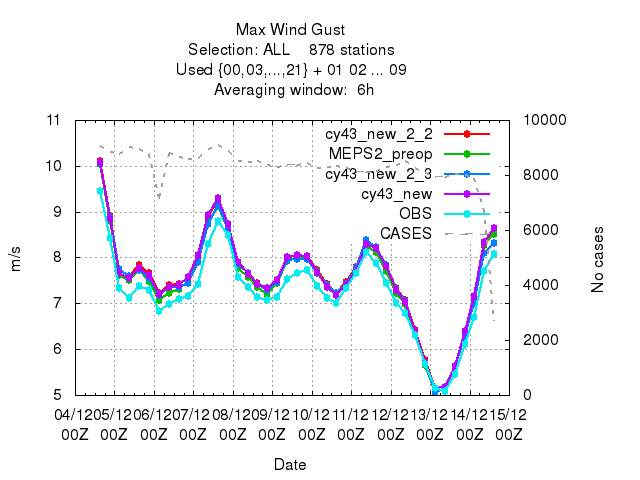 Max Wind Gust
Selection: ALL 878 stations
Used {00,03,...,21} + 01 02 ... 09
Averaging window: 6h
11
10
9
8
7
6
5
m/s
10000
8000
6000
4000
2000
0
No cases
cy43_new_2_2
MEPS2_preop
cy43_new_2_3
cy43_new
OBS
CASES
04/12 05/12 06/12 07/12 08/12 09/12 10/12 11/12 12/12 13/12 14/12 15/12
00Z 00Z 00Z 00Z 00Z 00Z 00Z 00Z 00Z 00Z 00Z 00Z
Date